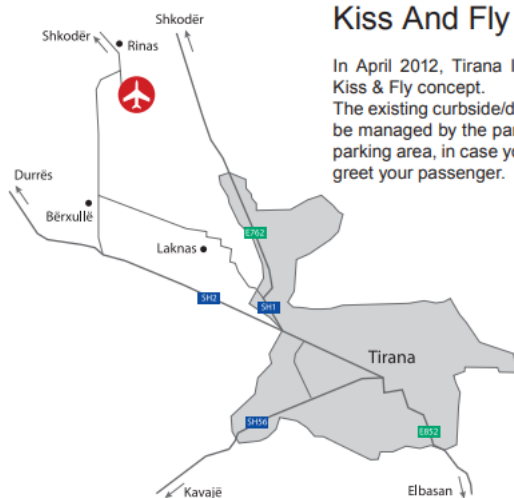 Kiss And Fly
In April 2012, Tirana
Kiss & Fly concept.
The existing curbside/d
be managed by the par
parking area, in case yo
greet your passenger.
Shkodër
Shkodër
Rinas
Durrës
Bërxullë
Laknas
E762
SH2
SH1
Tirana
SH56
E852
Kavajë
Elbasan